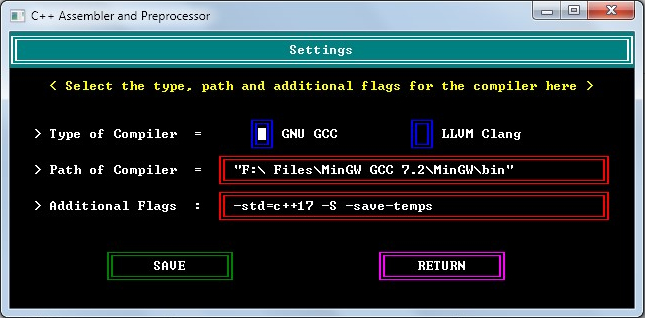 C++ Assembler and Preprocessor
Settings
< Select the type, path and additional flags for the compiler here >
> Type of Compiler = GNU GCC LLVM Clang
> Path of Compiler = "F:\ Files\MinGW GCC 7.2\MinGW\bin"
> Additional Flags : -std=c++17 -S -save-temps
SAVE RETURN